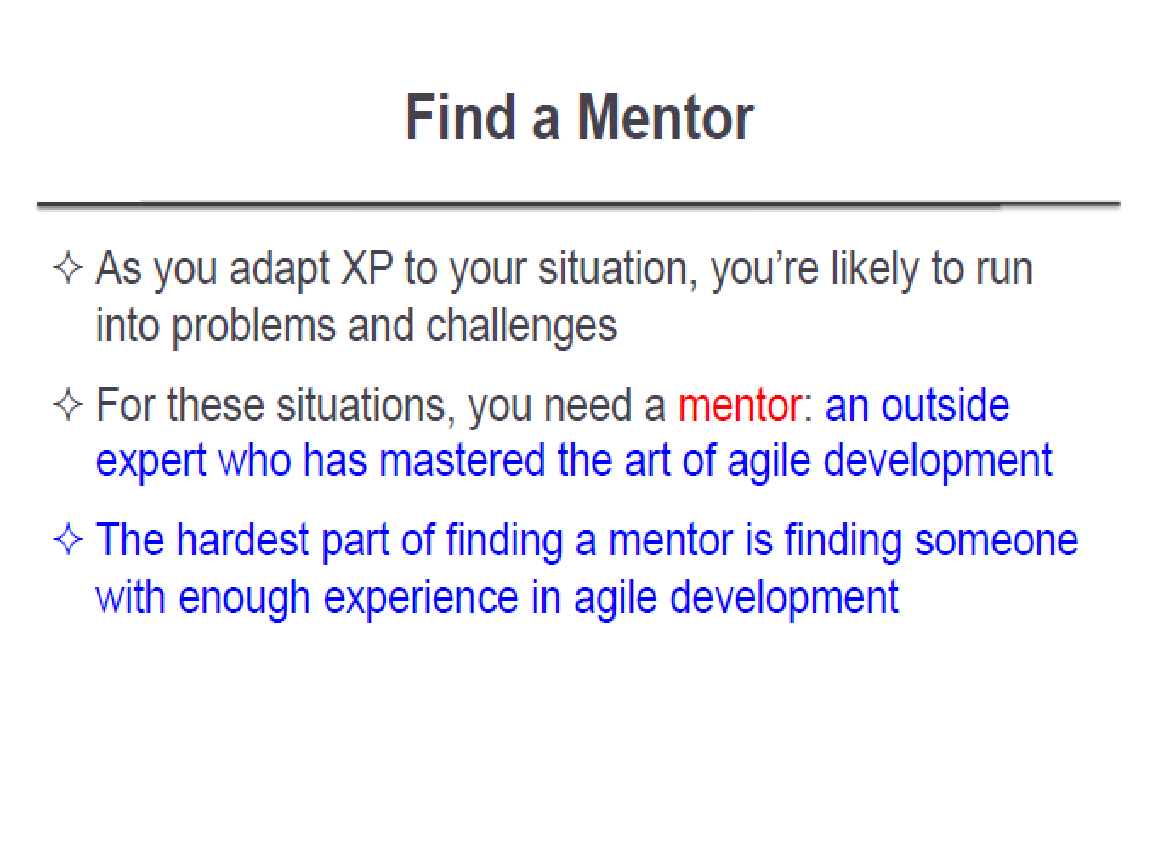 Find a Mentor
✧ As you adapt XP to your situation, you’re likely to run
into problems and challenges
✧ For these situations, you need a mentor: an outside
expert who has mastered the art of agile development
✧ The hardest part of finding a mentor is finding someone
with enough experience in agile development